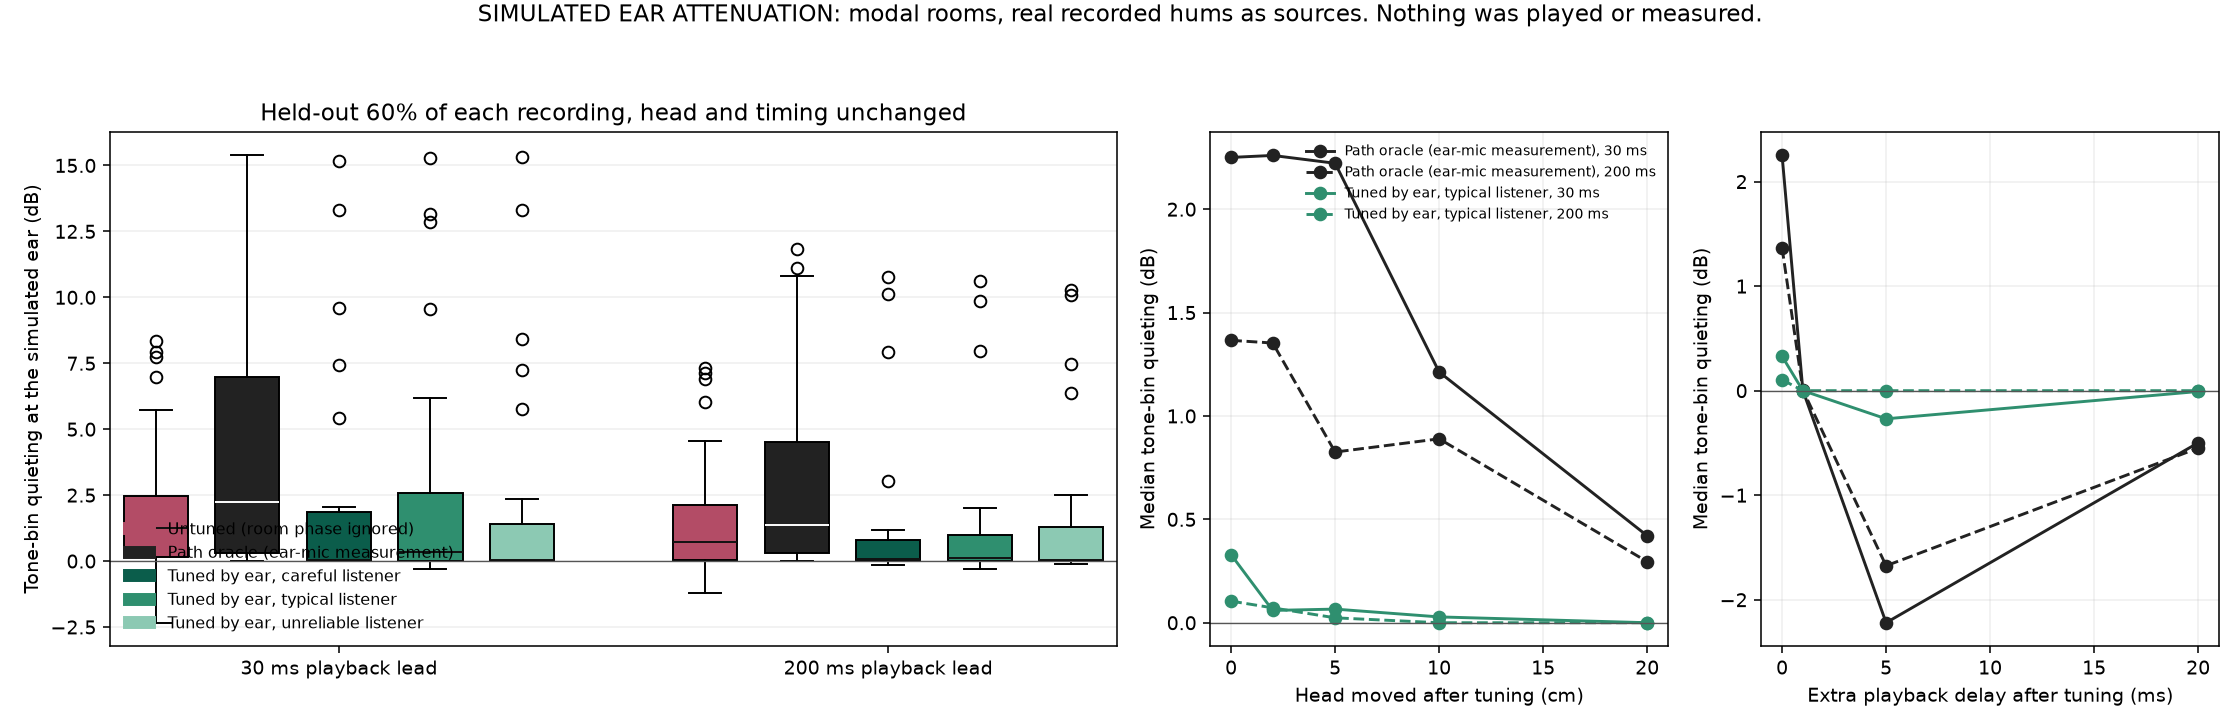 SIMULATED EAR ATTENUATION: modal rooms, real recorded hums as sources. Nothing was played or measured.
Held-out 60% of each recording, head and timing unchanged
Tone-bin quieting at the simulated ear (dB)
15.0
12.5
10.0
7.5
5.0
2.5
0.0
−2.5
Untuned (room phase ignored)
Path oracle (ear-mic measurement)
Tuned by ear, careful listener
Tuned by ear, typical listener
Tuned by ear, unreliable listener
30 ms playback lead
200 ms playback lead
Median tone-bin quieting (dB)
2.0
1.5
1.0
0.5
0.0
Path oracle (ear-mic measurement), 30 ms
Path oracle (ear-mic measurement), 200 ms
Tuned by ear, typical listener, 30 ms
Tuned by ear, typical listener, 200 ms
0 5 10 15 20
Head moved after tuning (cm)
Median tone-bin quieting (dB)
2
1
0
−1
−2
0 5 10 15 20
Extra playback delay after tuning (ms)